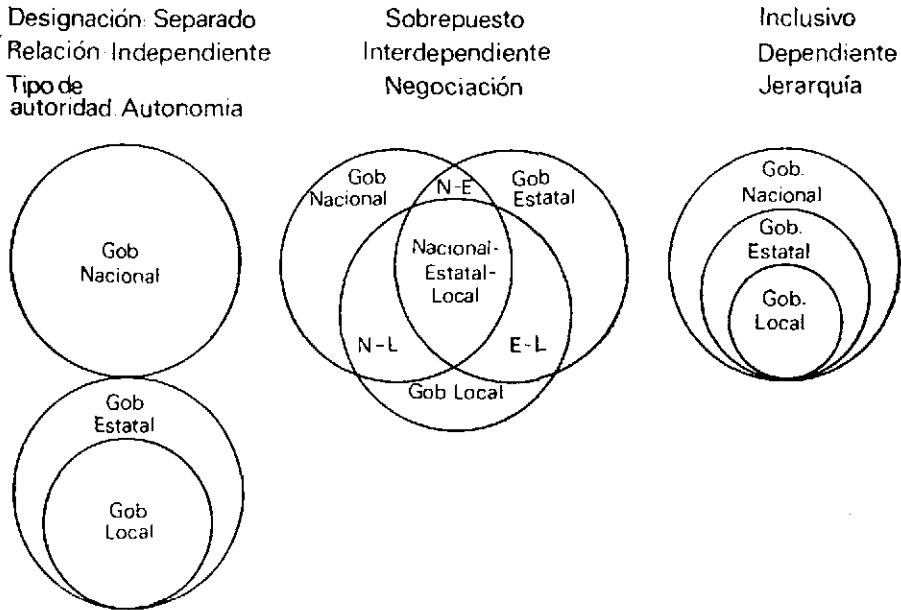 Designación: Separado
Relación: Independiente
Tipo de
autoridad: Autonomia
Sobrepuesto
Interdependiente
Negociación
Inclusivo
Dependiente
Jerarquía
Gob
Nacional
Gob
Estatal
Gob
Local
Gob
Nacional
N-E
Gob
Estatal
Nacional-
Estatal-
Local
N-L
E-L
Gob Local
Gob.
Nacional
Gob.
Estatal
Gob.
Local